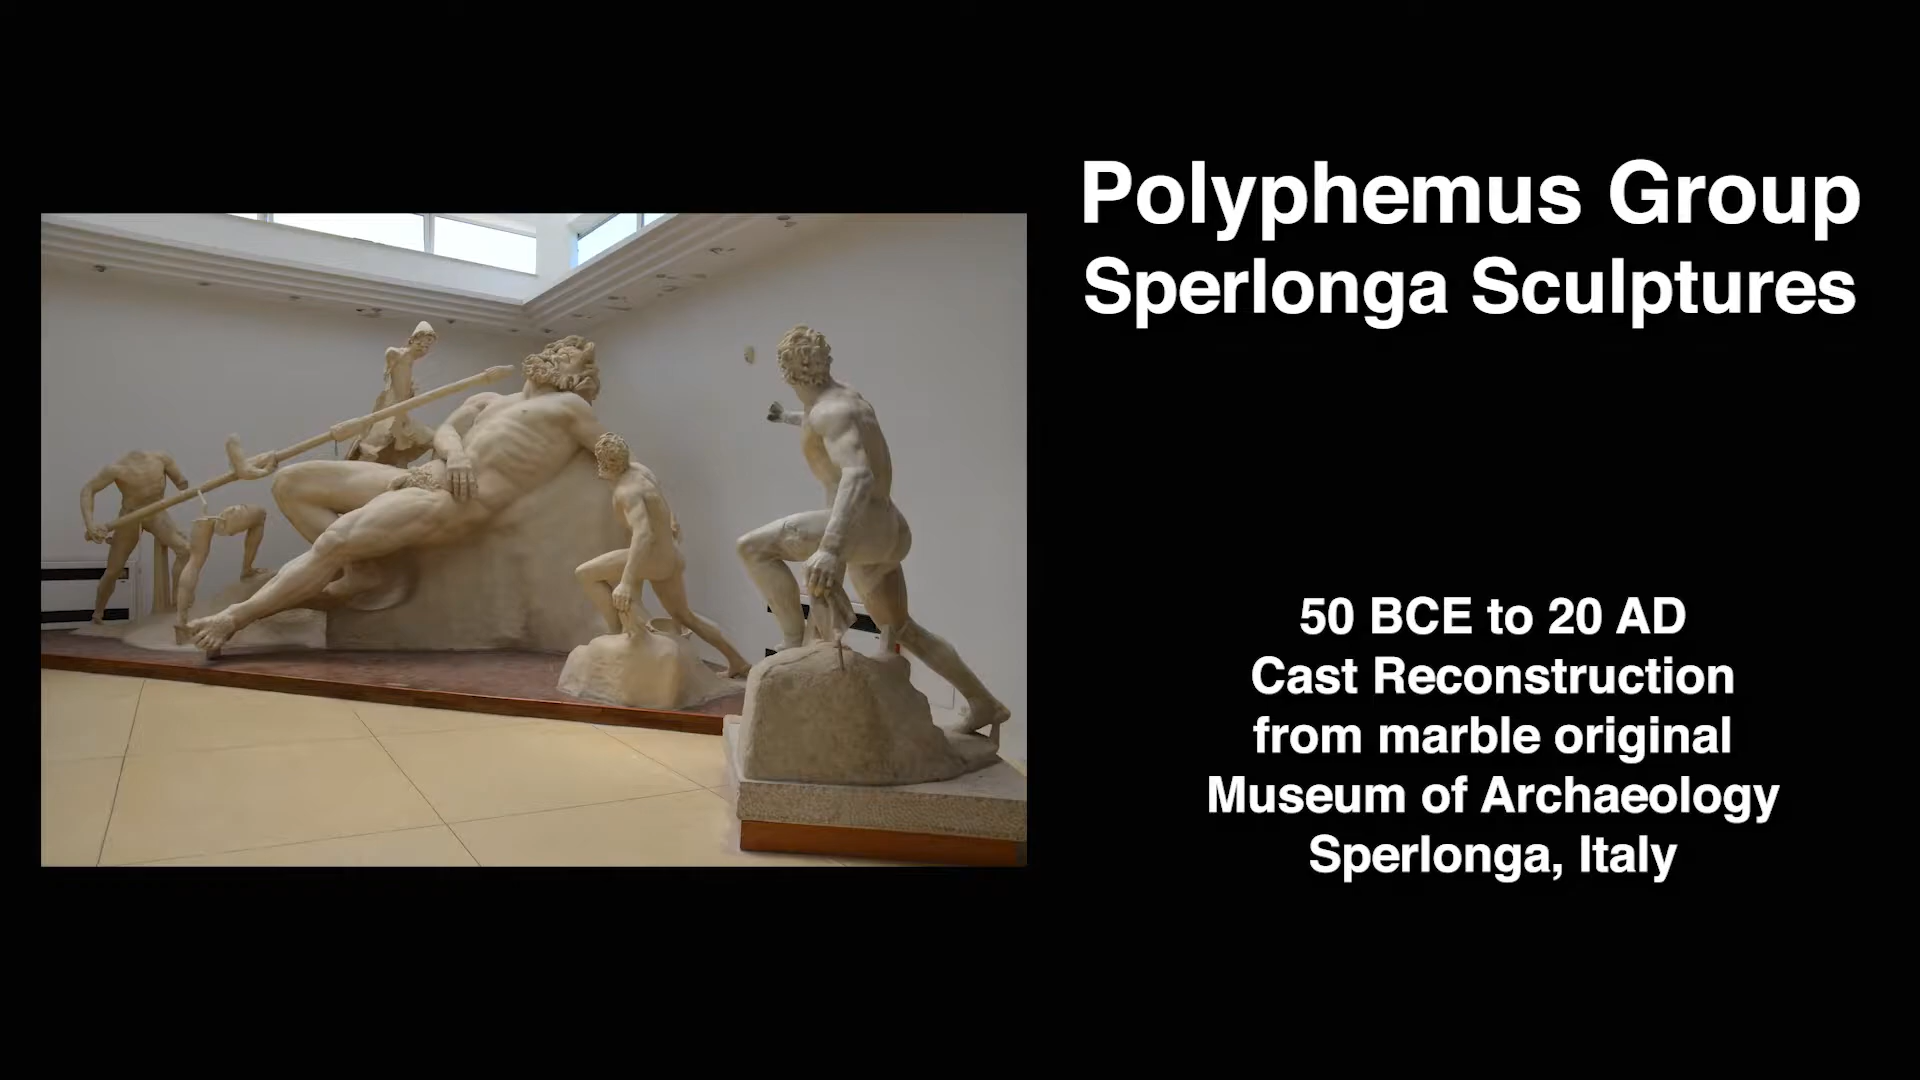 Polyphemus Group
Sperlonga Sculptures
50 BCE to 20 AD
Cast Reconstruction
from marble original
Museum of Archaeology
Sperlonga, Italy